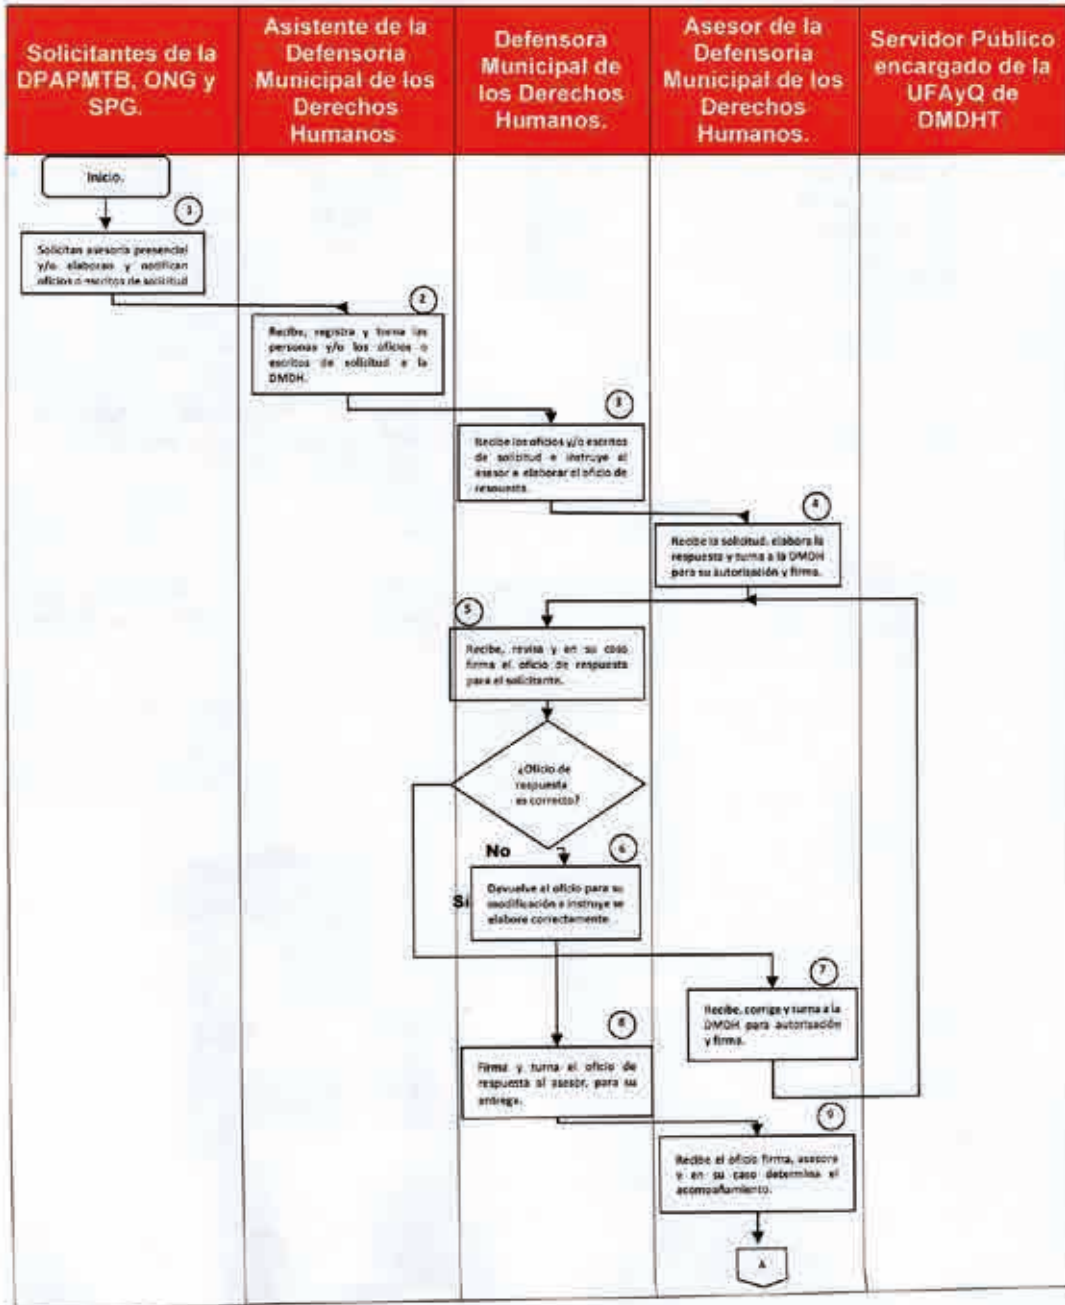 Solicitantes de la
DPAPMTB, ONG y
SPG.
Asistente de la
Defensoría
Municipal de los
Derechos
Humanos
Defensora
Municipal de
los Derechos
Humanos.
Asesor de la
Defensoría
Municipal de los
Derechos
Humanos.
Servidor Público
encargado de la
UFAyQ de
DMDHT
Inicio.
1
Solicitan asesoría presencial
y/o elaboran y notifican
oficios o escritos de solicitud
2
Recibe, registra y turna las
personas y/o los oficios o
escritos de solicitud a la
DMDH.
3
Recibe los oficios y/o escritos
de solicitud e instruye al
asesor a elaborar el oficio de
respuesta.
4
Recibe la solicitud, elabora la
respuesta y turna a la DMDH
para su autorización y firma.
5
Recibe, revisa y en su caso
firma el oficio de respuesta
para el solicitante.
¿Oficio de
respuesta
es correcto?
No
6
Devuelve el oficio para su
modificación e instruye se
elabore correctamente
Si
7
Recibe, corrige y turna a la
DMDH para autorización
y firma.
8
Firma y turna el oficio de
respuesta al asesor, para su
entrega.
9
Recibe el oficio firma, asesora
y en su caso determina el
acompañamiento.
A